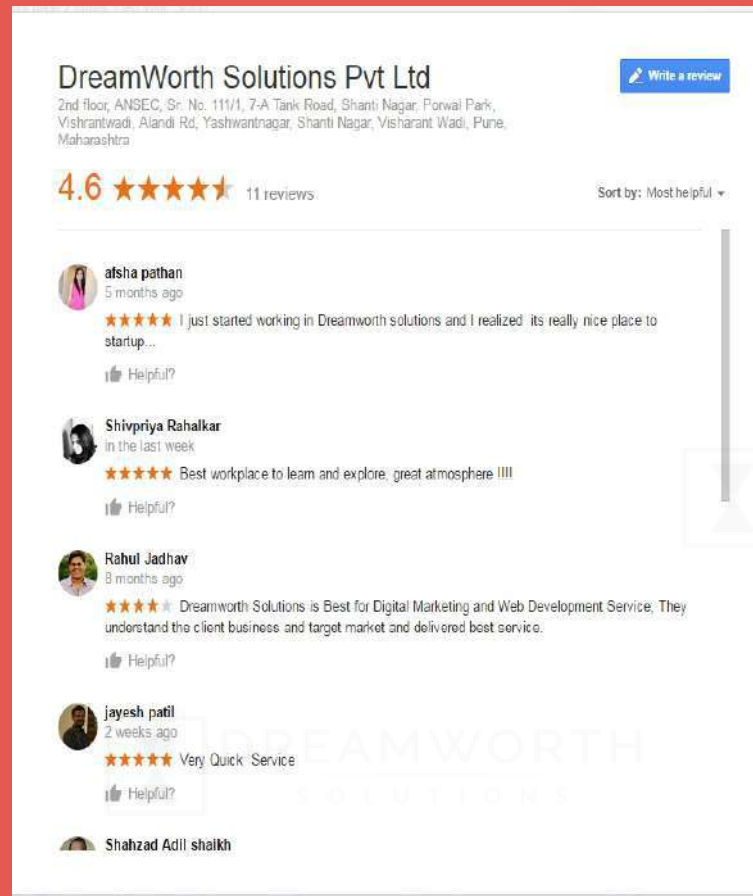 DreamWorth Solutions Pvt Ltd
Write a review
2nd floor, ANSEC, Sr. No. 111/1, 7-A Tank Road, Shanti Nagar, Porwal Park,
Vishrantwadi, Alandi Rd, Yashwantnagar, Shanti Nagar, Visharant Wadi, Pune,
Maharashtra
4.6 11 reviews
Sort by: Most helpful
afsha pathan
5 months ago
I just started working in Dreamworth solutions and I realized its really nice place to
startup...
Helpful?
Shivpriya Rahalkar
in the last week
Best workplace to learn and explore, great atmosphere !!!!
Helpful?
Rahul Jadhav
8 months ago
Dreamworth Solutions is Best for Digital Marketing and Web Development Service, They
understand the client business and target market and delivered best service.
Helpful?
jayesh patil
2 weeks ago
Very Quick Service
Helpful?
DREAMWORTH
SOLUTIONS
Shahzad Adil shaikh